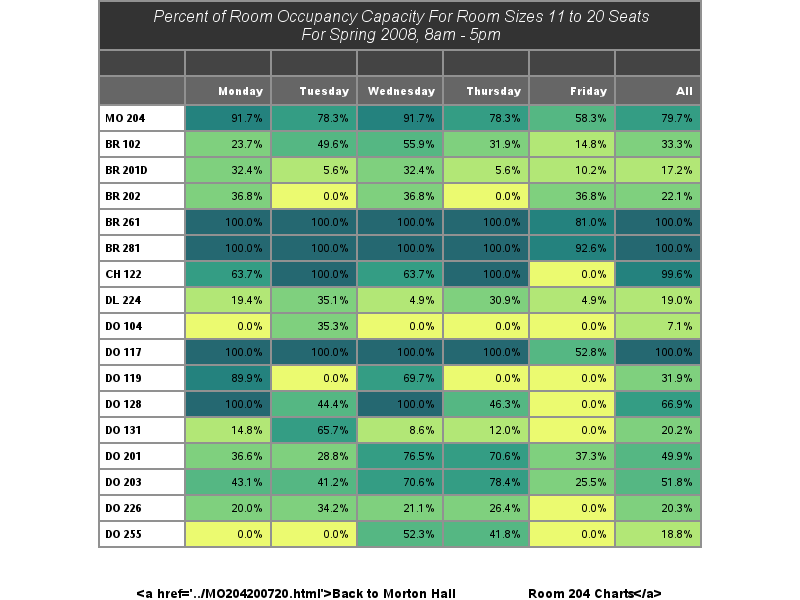 Percent of Room Occupancy Capacity For Room Sizes 11 to 20 Seats
For Spring 2008, 8am - 5pm
Monday Tuesday Wednesday Thursday Friday All
MO 204 91.7% 78.3% 91.7% 78.3% 58.3% 79.7%
BR 102 23.7% 49.6% 55.9% 31.9% 14.8% 33.3%
BR 201D 32.4% 5.6% 32.4% 5.6% 10.2% 17.2%
BR 202 36.8% 0.0% 36.8% 0.0% 36.8% 22.1%
BR 261 100.0% 100.0% 100.0% 100.0% 81.0% 100.0%
BR 281 100.0% 100.0% 100.0% 100.0% 92.6% 100.0%
CH 122 63.7% 100.0% 63.7% 100.0% 0.0% 99.6%
DL 224 19.4% 35.1% 4.9% 30.9% 4.9% 19.0%
DO 104 0.0% 35.3% 0.0% 0.0% 0.0% 7.1%
DO 117 100.0% 100.0% 100.0% 100.0% 52.8% 100.0%
DO 119 89.9% 0.0% 69.7% 0.0% 0.0% 31.9%
DO 128 100.0% 44.4% 100.0% 46.3% 0.0% 66.9%
DO 131 14.8% 65.7% 8.6% 12.0% 0.0% 20.2%
DO 201 36.6% 28.8% 76.5% 70.6% 37.3% 49.9%
DO 203 43.1% 41.2% 70.6% 78.4% 25.5% 51.8%
DO 226 20.0% 34.2% 21.1% 26.4% 0.0% 20.3%
DO 255 0.0% 0.0% 52.3% 41.8% 0.0% 18.8%
<a href='../MO204200720.html'>Back to Morton Hall Room 204 Charts</a>